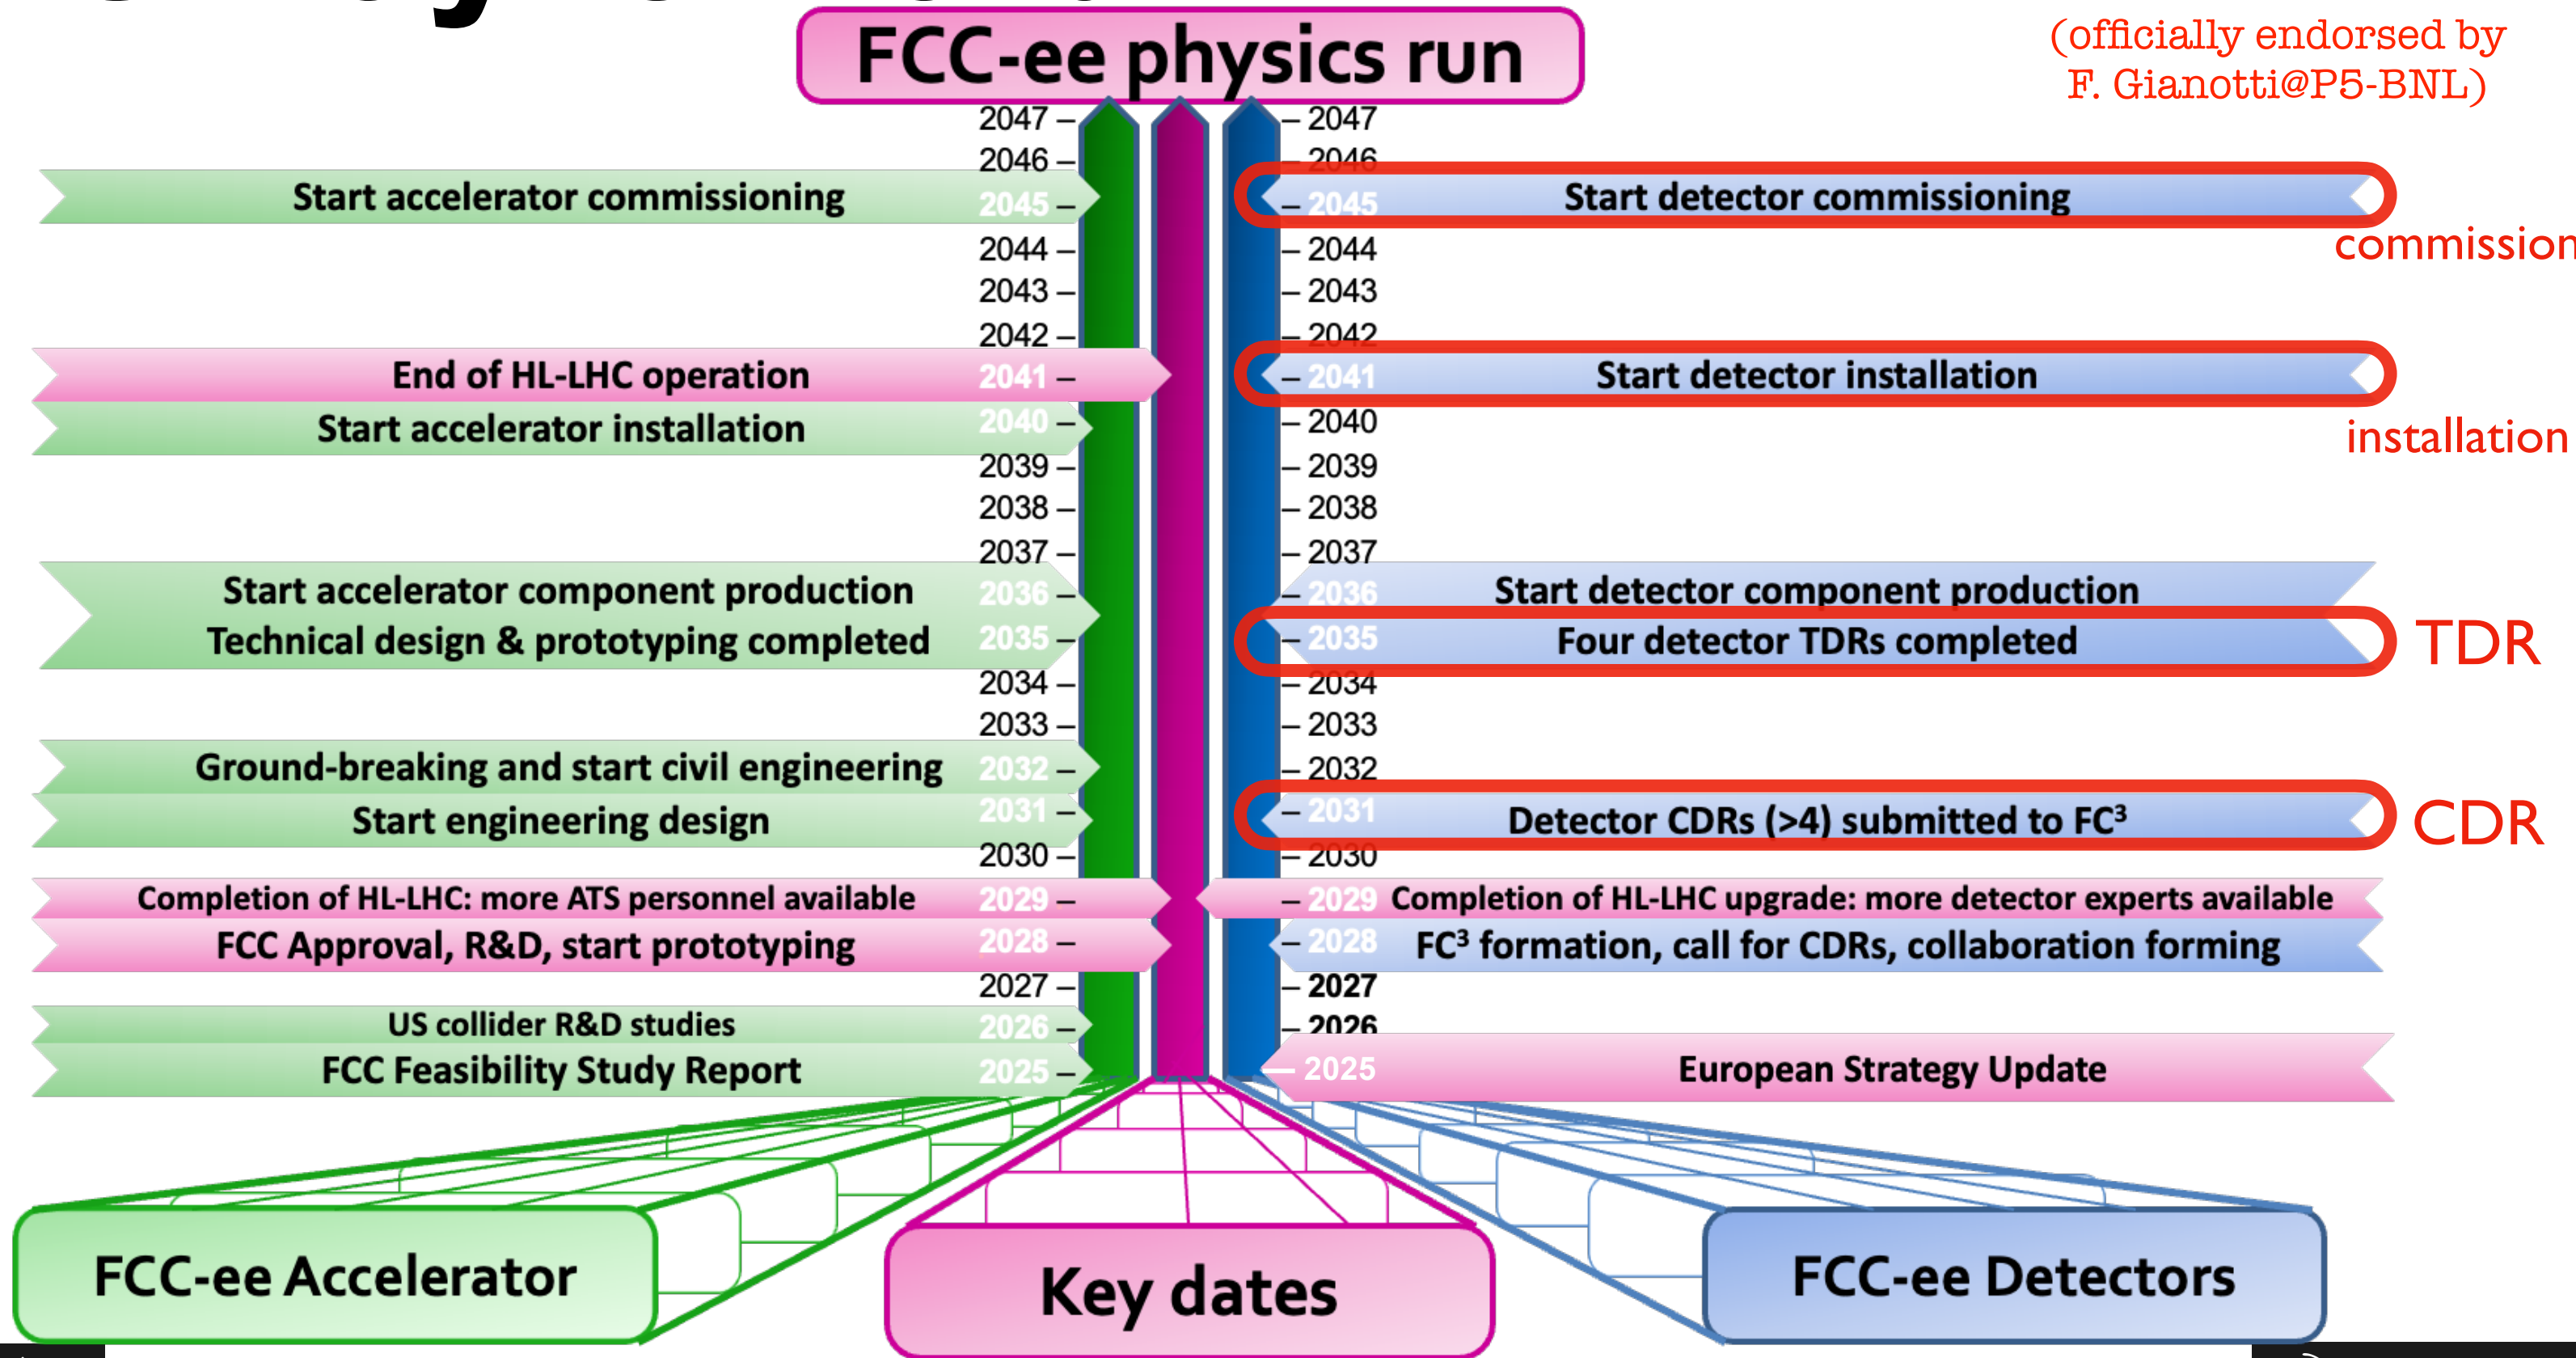 FCC-ee physics run
(officially endorsed by
F. Gianotti@P5-BNL)
2047 – – 2047
2046 – – 2046
Start accelerator commissioning 2045 – – 2045 Start detector commissioning
commission
2044 – – 2044
2043 – – 2043
2042 – – 2042
End of HL-LHC operation 2041 – – 2041 Start detector installation
Start accelerator installation 2040 – – 2040
installation
2039 – – 2039
2038 – – 2038
2037 – – 2037
Start accelerator component production 2036 – – 2036 Start detector component production
Technical design & prototyping completed 2035 – – 2035 Four detector TDRs completed TDR
2034 – – 2034
2033 – – 2033
Ground-breaking and start civil engineering 2032 – – 2032
Start engineering design 2031 – – 2031 Detector CDRs (>4) submitted to FC³ CDR
2030 – – 2030
Completion of HL-LHC: more ATS personnel available 2029 – – 2029 Completion of HL-LHC upgrade: more detector experts available
FCC Approval, R&D, start prototyping 2028 – – 2028 FC³ formation, call for CDRs, collaboration forming
2027 – – 2027
US collider R&D studies 2026 – – 2026
FCC Feasibility Study Report 2025 – — 2025 European Strategy Update
FCC-ee Accelerator
Key dates
FCC-ee Detectors